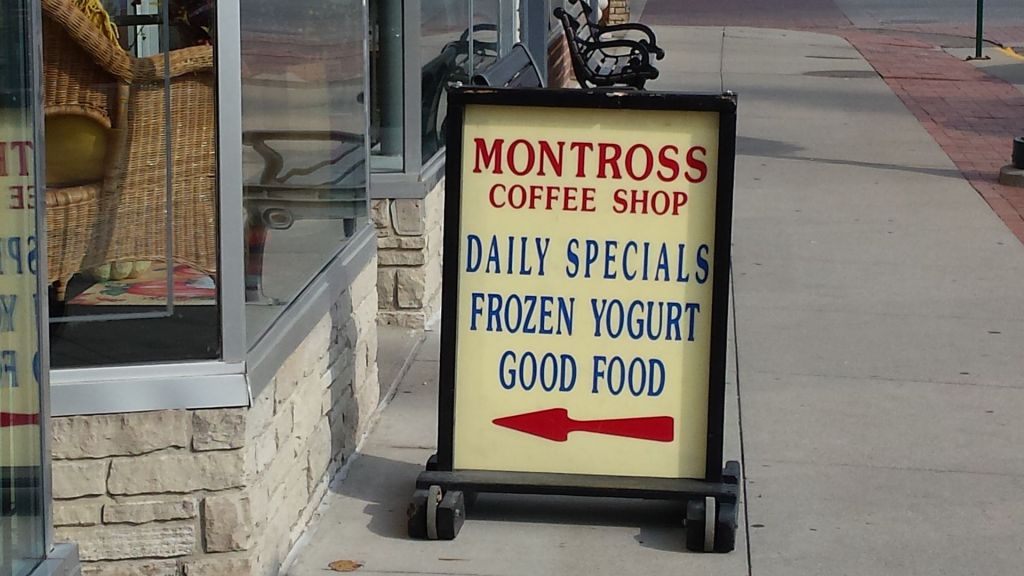 MONTROSS
COFFEE SHOP
DAILY SPECIALS
FROZEN YOGURT
GOOD FOOD